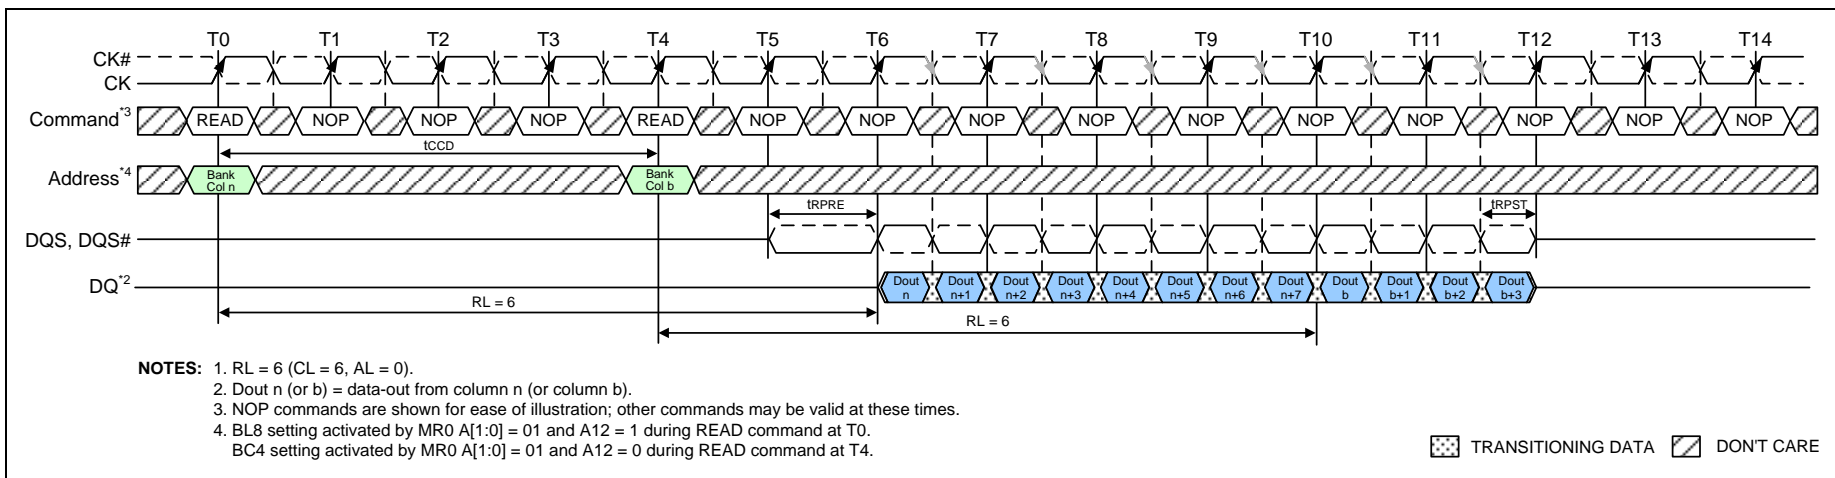 T0 T1 T2 T3 T4 T5 T6 T7 T8 T9 T10 T11 T12 T13 T14
CK#
CK
Command*3 READ NOP NOP NOP READ NOP NOP NOP NOP NOP NOP NOP NOP NOP NOP
tCCD
Address*4 Bank Col n Bank Col b
tRPRE tRPST
DQS, DQS#
DQ*2 Dout n Dout n+1 Dout n+2 Dout n+3 Dout n+4 Dout n+5 Dout n+6 Dout n+7 Dout b Dout b+1 Dout b+2 Dout b+3
RL = 6
RL = 6
NOTES: 1. RL = 6 (CL = 6, AL = 0).
2. Dout n (or b) = data-out from column n (or column b).
3. NOP commands are shown for ease of illustration; other commands may be valid at these times.
4. BL8 setting activated by MR0 A[1:0] = 01 and A12 = 1 during READ command at T0.
BC4 setting activated by MR0 A[1:0] = 01 and A12 = 0 during READ command at T4.
TRANSITIONING DATA DON'T CARE